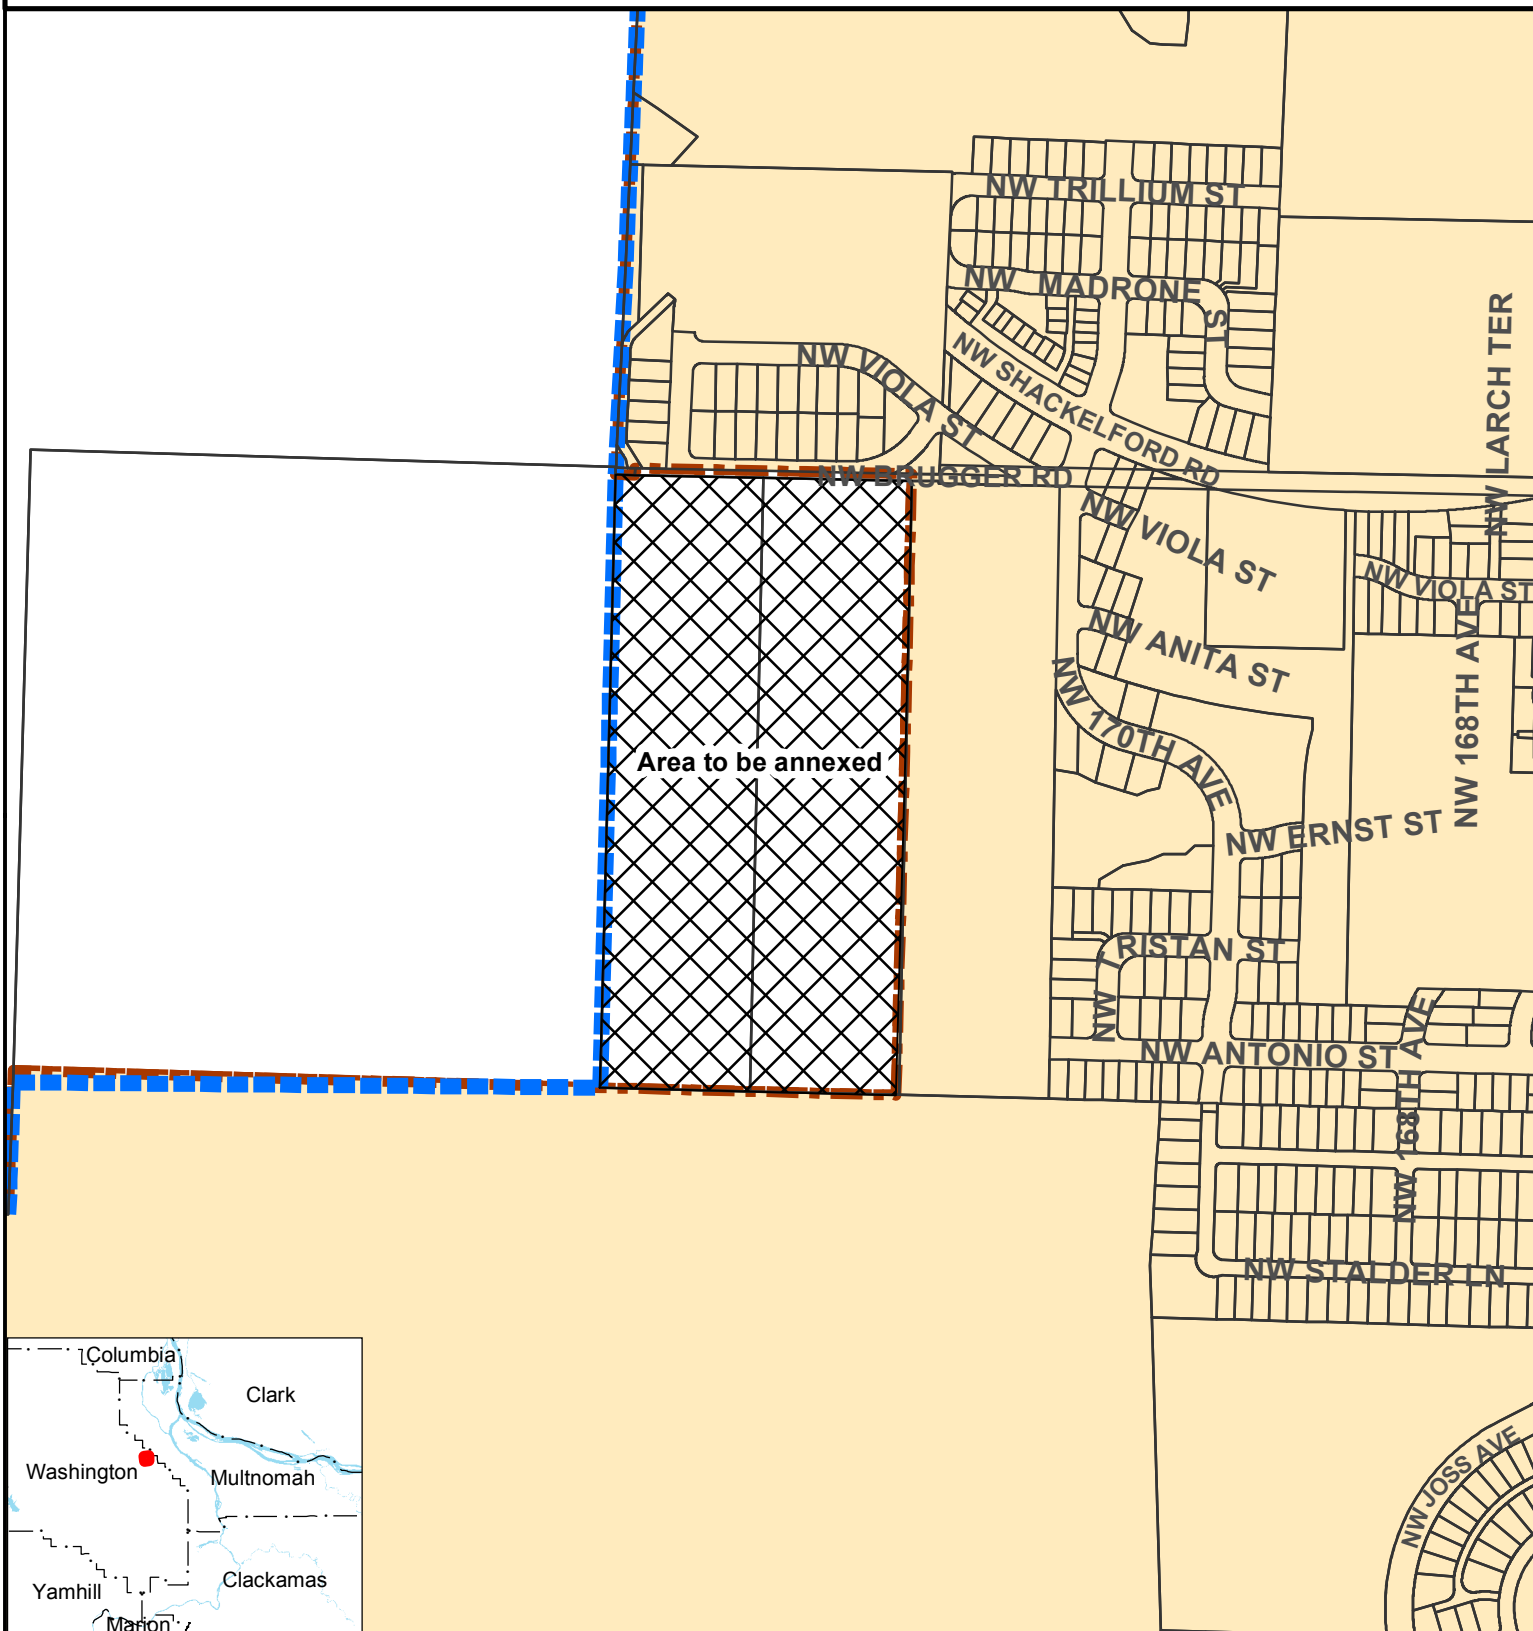 NW TRILLIUM ST
NW MADRONE ST
NW LARCH TER
NW VIOLA ST
NW SHACKELFORD RD
NW BRUGGER RD
NW VIOLA ST
NW VIOLA ST
NW ANITA ST
NW 168TH AVE
NW 170TH AVE
Area to be annexed
NW ERNST ST
NW TRISTAN ST
NW ANTONIO ST
NW 168TH AVE
NW STALDER LN
NW JOSS AVE
Columbia
Clark
Washington
Multnomah
Yamhill
Clackamas
Marion